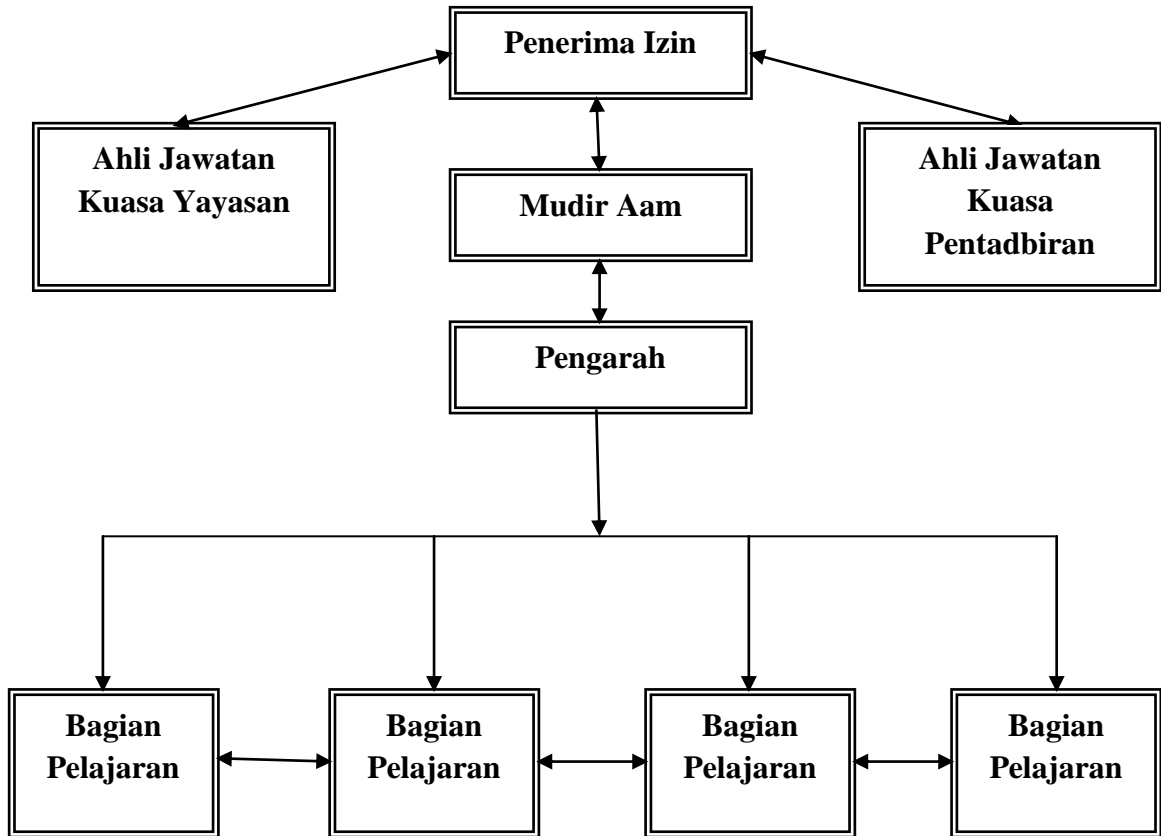 Penerima Izin
Ahli Jawatan
Kuasa Yayasan
Mudir Aam
Ahli Jawatan
Kuasa
Pentadbiran
Pengarah
Bagian
Pelajaran
Bagian
Pelajaran
Bagian
Pelajaran
Bagian
Pelajaran